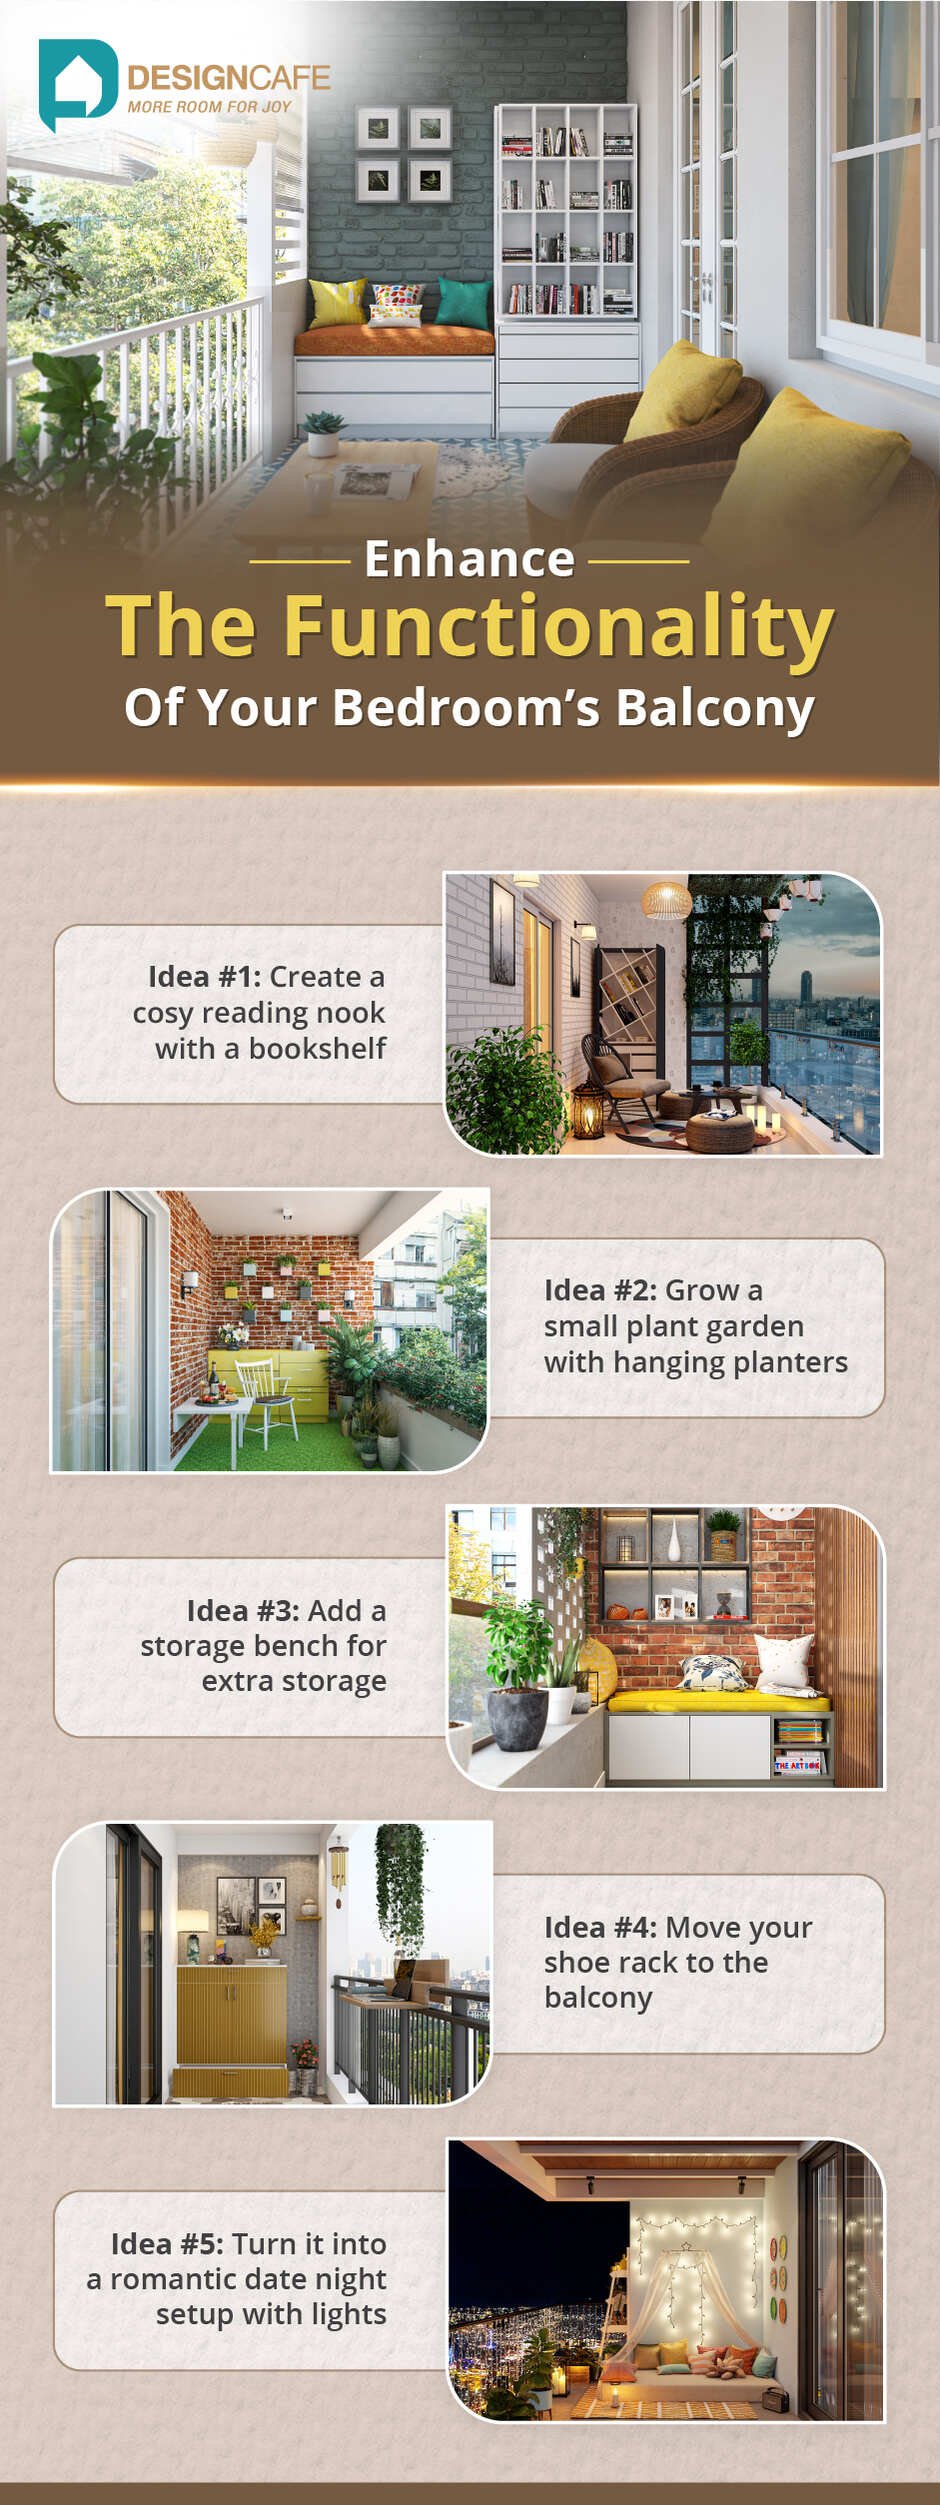 DESIGNCAFE
MORE ROOM FOR JOY
Enhance
The Functionality
Of Your Bedroom’s Balcony
Idea #1: Create a
cosy reading nook
with a bookshelf
Idea #2: Grow a
small plant garden
with hanging planters
Idea #3: Add a
storage bench for
extra storage
THE ART BOOK
Idea #4: Move your
shoe rack to the
balcony
Idea #5: Turn it into
a romantic date night
setup with lights